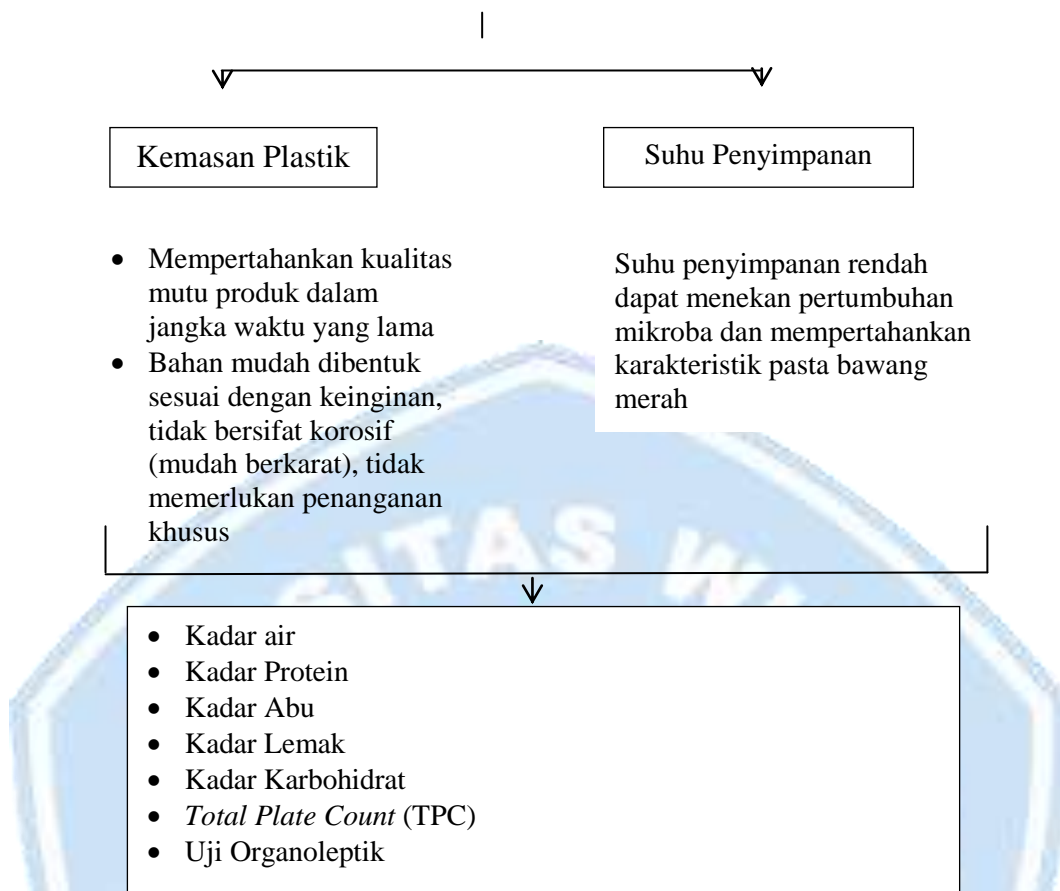 Kemasan Plastik
Suhu Penyimpanan
• Mempertahankan kualitas
mutu produk dalam
jangka waktu yang lama
• Bahan mudah dibentuk
sesuai dengan keinginan,
tidak bersifat korosif
(mudah berkarat), tidak
memerlukan penanganan
khusus
Suhu penyimpanan rendah
dapat menekan pertumbuhan
mikroba dan mempertahankan
karakteristik pasta bawang
merah
• Kadar air
• Kadar Protein
• Kadar Abu
• Kadar Lemak
• Kadar Karbohidrat
• Total Plate Count (TPC)
• Uji Organoleptik